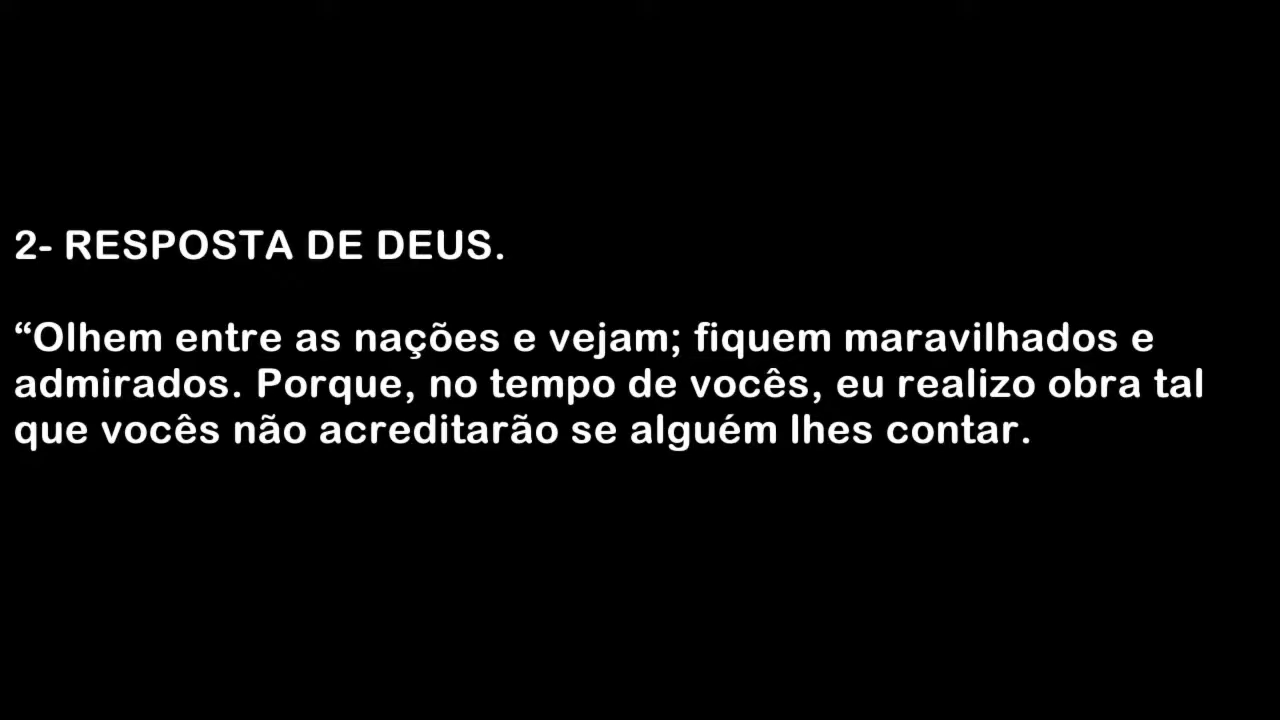 2- RESPOSTA DE DEUS.
“Olhem entre as nações e vejam; fiquem maravilhados e
admirados. Porque, no tempo de vocês, eu realizo obra tal
que vocês não acreditarão se alguém lhes contar.